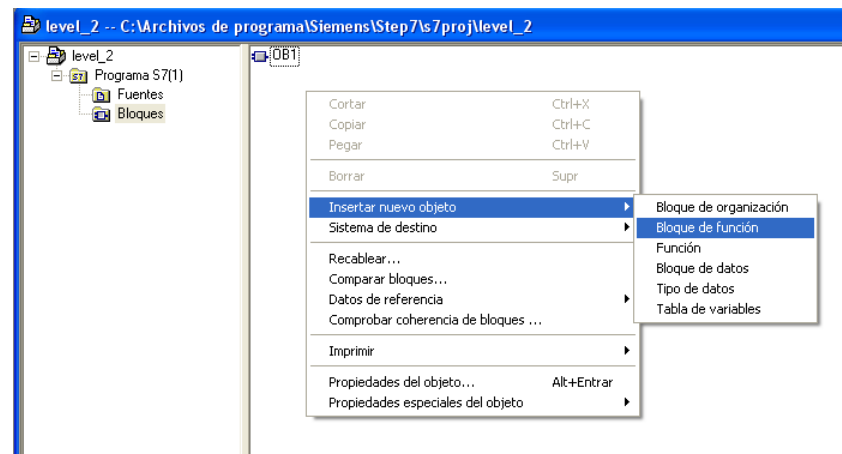 level_2 -- C:\Archivos de programa\Siemens\Step7\s7proj\level_2
level_2
Programa S7(1)
Fuentes
Bloques
OB1
Cortar Ctrl+X
Copiar Ctrl+C
Pegar Ctrl+V
Borrar Supr
Insertar nuevo objeto
Sistema de destino
Recablear...
Comparar bloques...
Datos de referencia
Comprobar coherencia de bloques ...
Imprimir
Propiedades del objeto... Alt+Entrar
Propiedades especiales del objeto
Bloque de organización
Bloque de función
Función
Bloque de datos
Tipo de datos
Tabla de variables